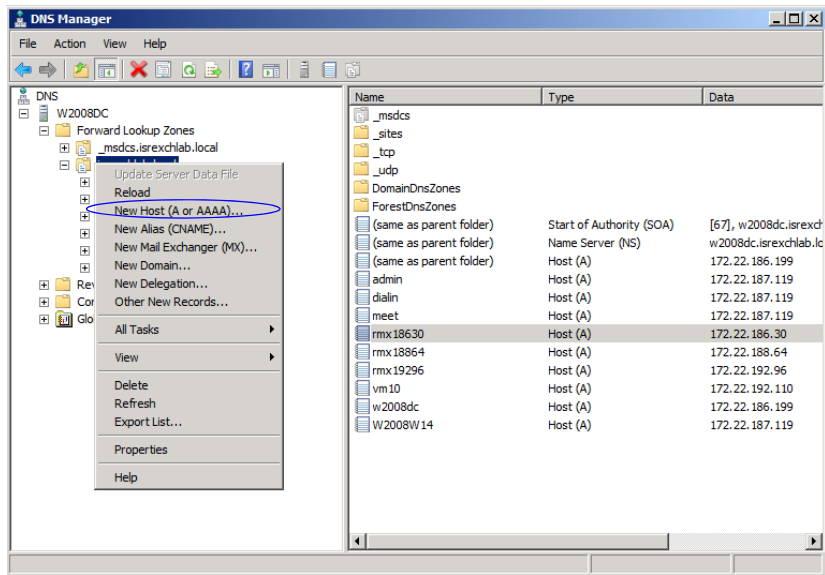 DNS Manager
File Action View Help
DNS
W2008DC
Forward Lookup Zones
_msdcs.isrexchlab.local
Rev
Cor
Glo
Update Server Data File
Reload
New Host (A or AAAA)...
New Alias (CNAME)...
New Mail Exchanger (MX)...
New Domain...
New Delegation...
Other New Records...
All Tasks
View
Delete
Refresh
Export List...
Properties
Help
Name Type Data
_msdcs
_sites
_tcp
_udp
DomainDnsZones
ForestDnsZones
(same as parent folder) Start of Authority (SOA) [67], w2008dc.isrexch
(same as parent folder) Name Server (NS) w2008dc.isrexchlab.lo
(same as parent folder) Host (A) 172.22.186.199
admin Host (A) 172.22.187.119
dialin Host (A) 172.22.187.119
meet Host (A) 172.22.187.119
rmx18630 Host (A) 172.22.186.30
rmx18864 Host (A) 172.22.188.64
rmx19296 Host (A) 172.22.192.96
vm10 Host (A) 172.22.192.110
w2008dc Host (A) 172.22.186.199
W2008W14 Host (A) 172.22.187.119